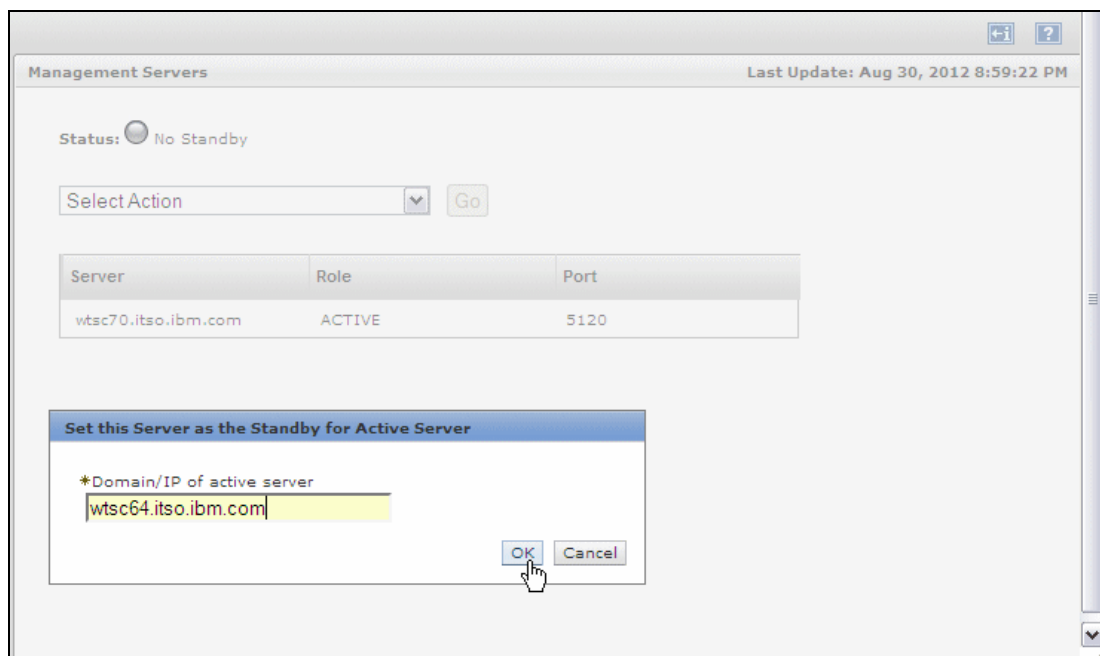 Management Servers Last Update: Aug 30, 2012 8:59:22 PM
Status: No Standby
Select Action Go
Server Role Port
wtsc70.itso.ibm.com ACTIVE 5120
Set this Server as the Standby for Active Server
*Domain/IP of active server
wtsc64.itso.ibm.com
OK Cancel